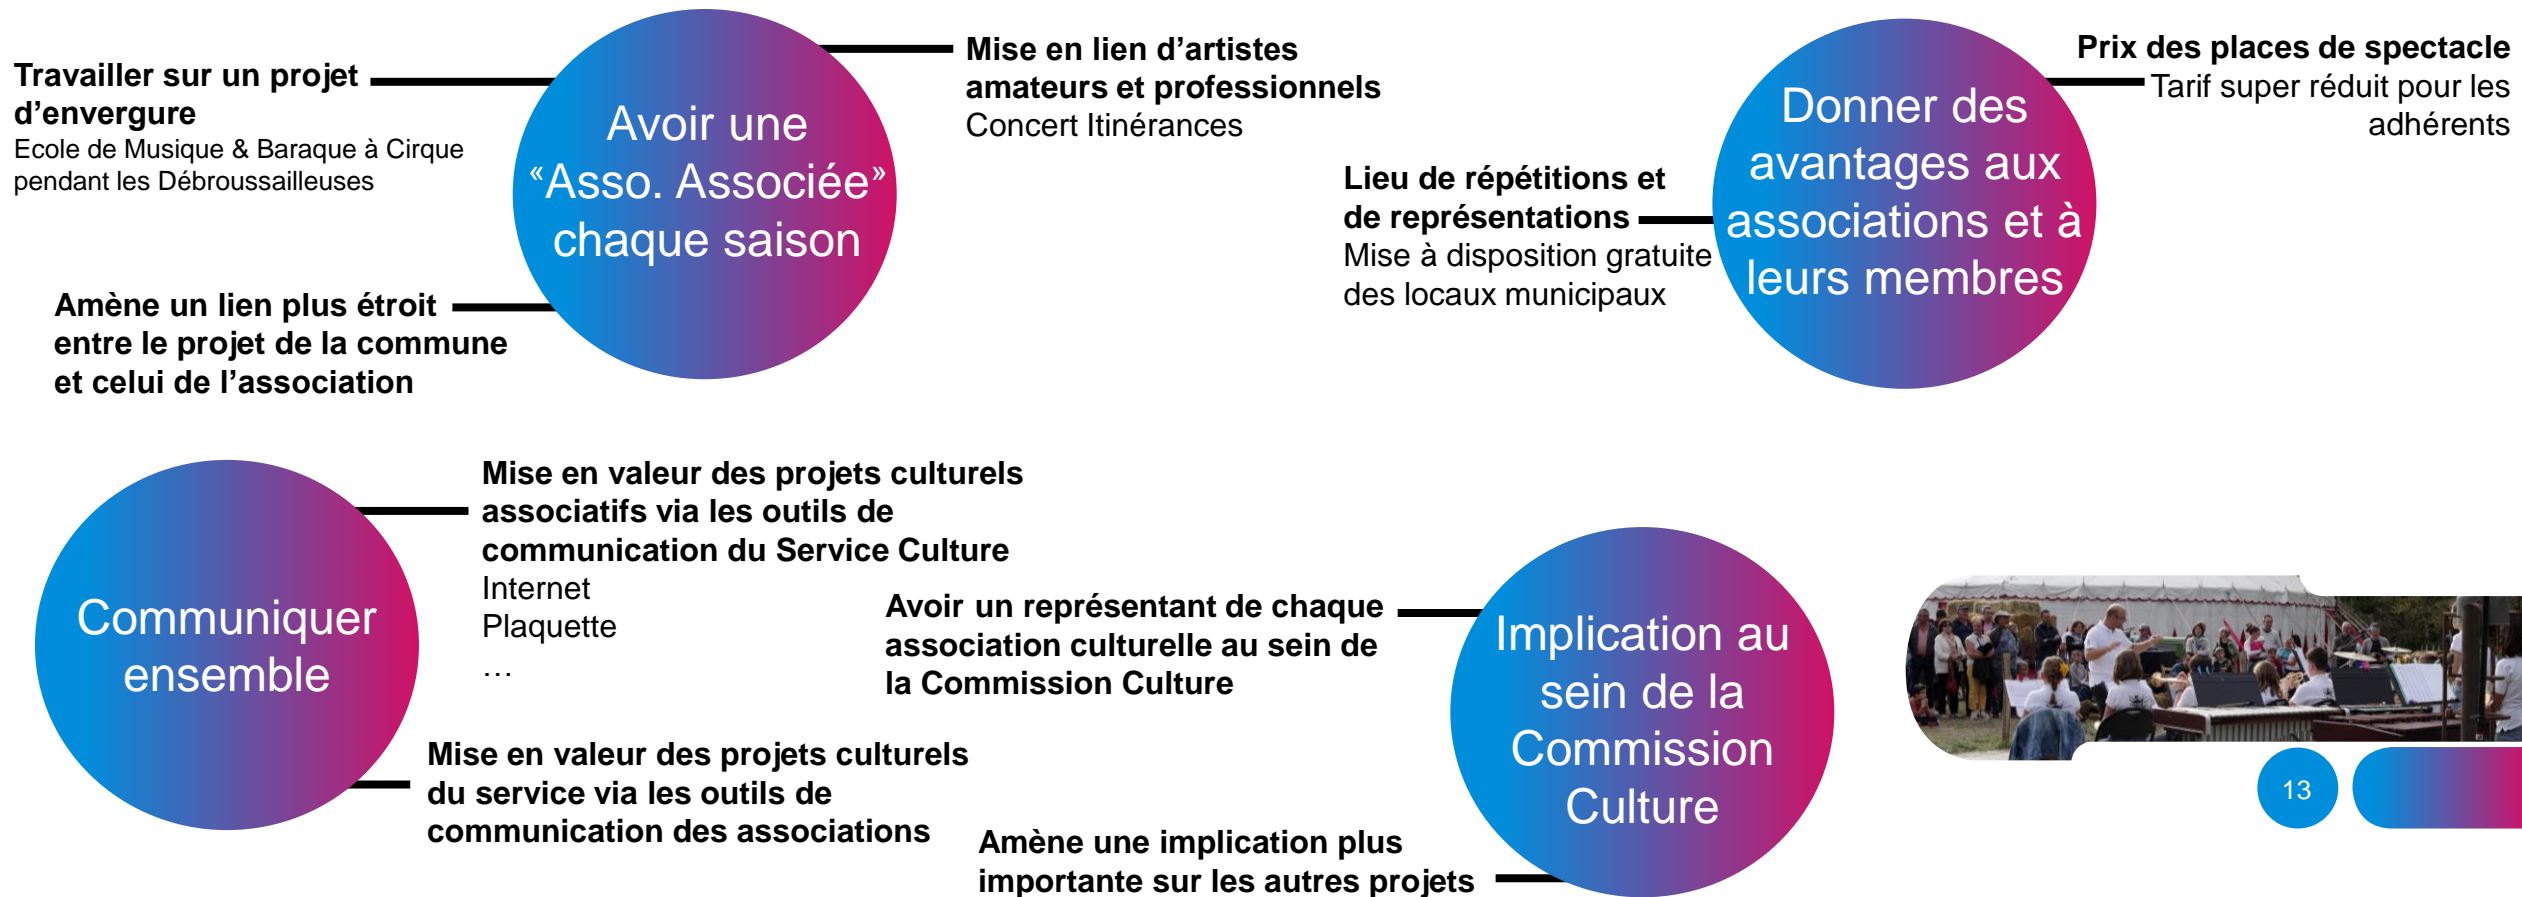 Travailler sur un projet
d’envergure
Ecole de Musique & Baraque à Cirque
pendant les Débroussailleuses
Avoir une
“Asso. Associée”
chaque saison
Mise en lien d’artistes
amateurs et professionnels
Concert Itinérances
Amène un lien plus étroit
entre le projet de la commune
et celui de l’association
Donner des
avantages aux
associations et à
leurs membres
Prix des places de spectacle
Tarif super réduit pour les
adhérents
Lieu de répétitions et
de représentations
Mise à disposition gratuite
des locaux municipaux
Communiquer
ensemble
Mise en valeur des projets culturels
associatifs via les outils de
communication du Service Culture
Internet
Plaquette
…
Mise en valeur des projets culturels
du service via les outils de
communication des associations
Avoir un représentant de chaque
association culturelle au sein de
la Commission Culture
Implication au
sein de la
Commission
Culture
Amène une implication plus
importante sur les autres projets
13